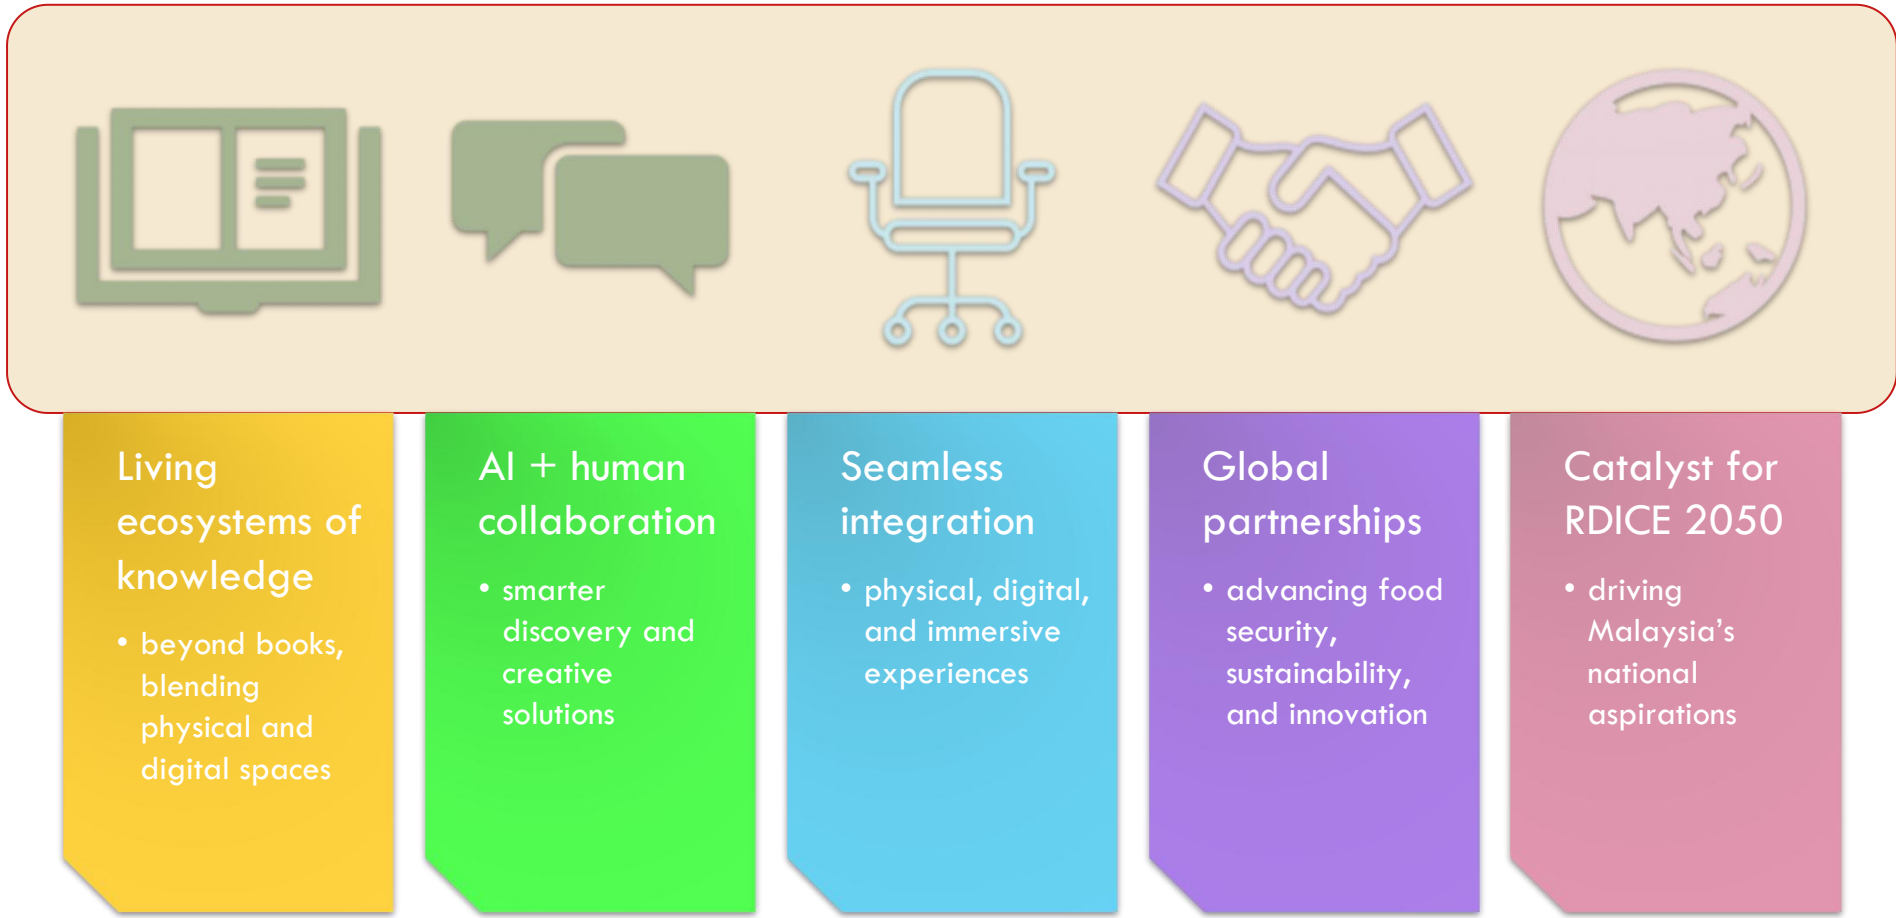 Living
ecosystems of
knowledge
• beyond books,
blending
physical and
digital spaces
AI + human
collaboration
• smarter
discovery and
creative
solutions
Seamless
integration
• physical, digital,
and immersive
experiences
Global
partnerships
• advancing food
security,
sustainability,
and innovation
Catalyst for
RDICE 2050
• driving
Malaysia’s
national
aspirations